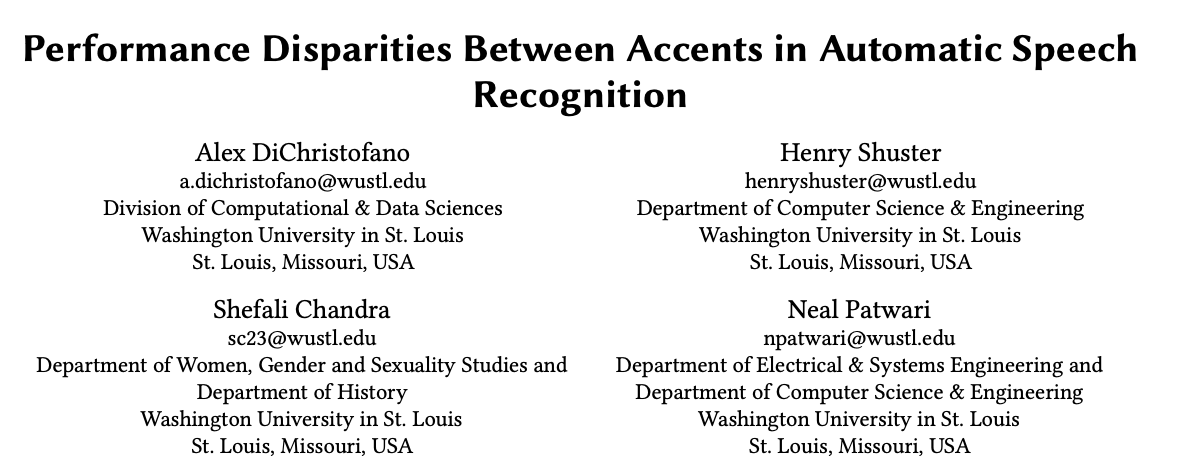 Performance Disparities Between Accents in Automatic Speech
Recognition
Alex DiChristofano
a.dichristofano@wustl.edu
Division of Computational & Data Sciences
Washington University in St. Louis
St. Louis, Missouri, USA
Henry Shuster
henryshuster@wustl.edu
Department of Computer Science & Engineering
Washington University in St. Louis
St. Louis, Missouri, USA
Shefali Chandra
sc23@wustl.edu
Department of Women, Gender and Sexuality Studies and
Department of History
Washington University in St. Louis
St. Louis, Missouri, USA
Neal Patwari
npatwari@wustl.edu
Department of Electrical & Systems Engineering and
Department of Computer Science & Engineering
Washington University in St. Louis
St. Louis, Missouri, USA